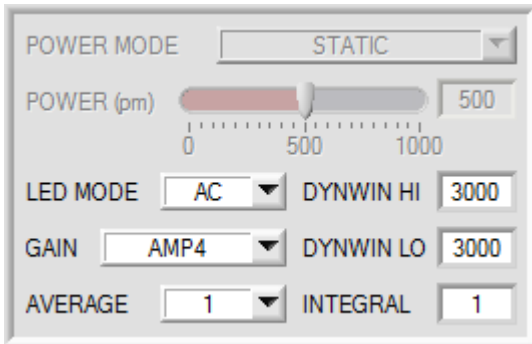 POWER MODE STATIC
POWER (pm) 500
0 500 1000
LED MODE AC DYNWIN HI 3000
GAIN AMP4 DYNWIN LO 3000
AVERAGE 1 INTEGRAL 1